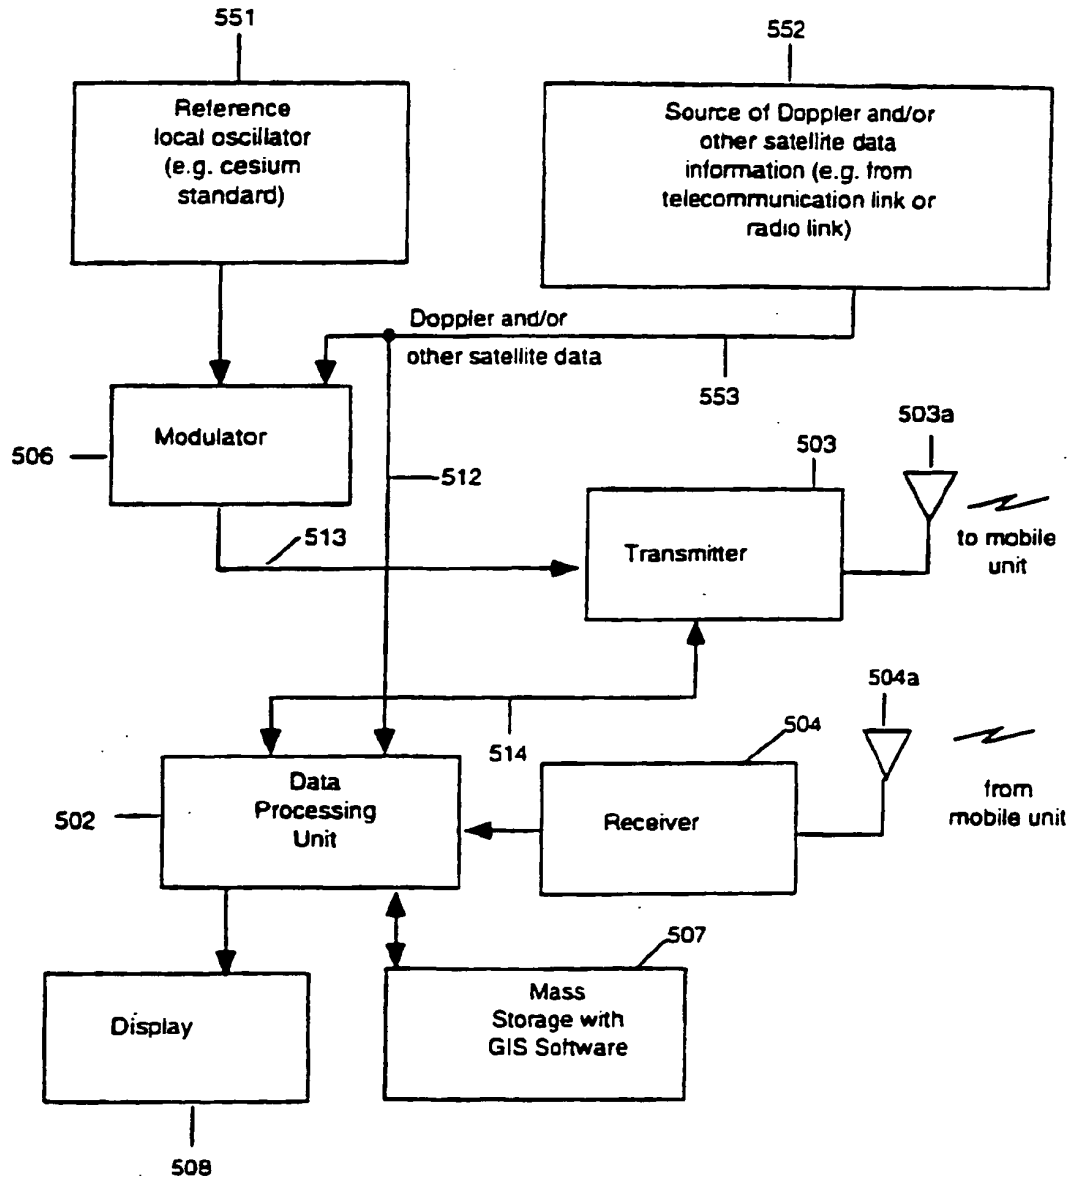 551
552
Reference
local oscillator
(e.g. cesium
standard)
Source of Doppler and/or
other satellite data
information (e.g. from
telecommunication link or
radio link)
Doppler and/or
other satellite data
553
503a
Modulator
506
503
512
513
Transmitter
to mobile
unit
504a
514
504
Data
Processing
Unit
502
Receiver
from
mobile unit
507
Mass
Storage with
GIS Software
Display
508